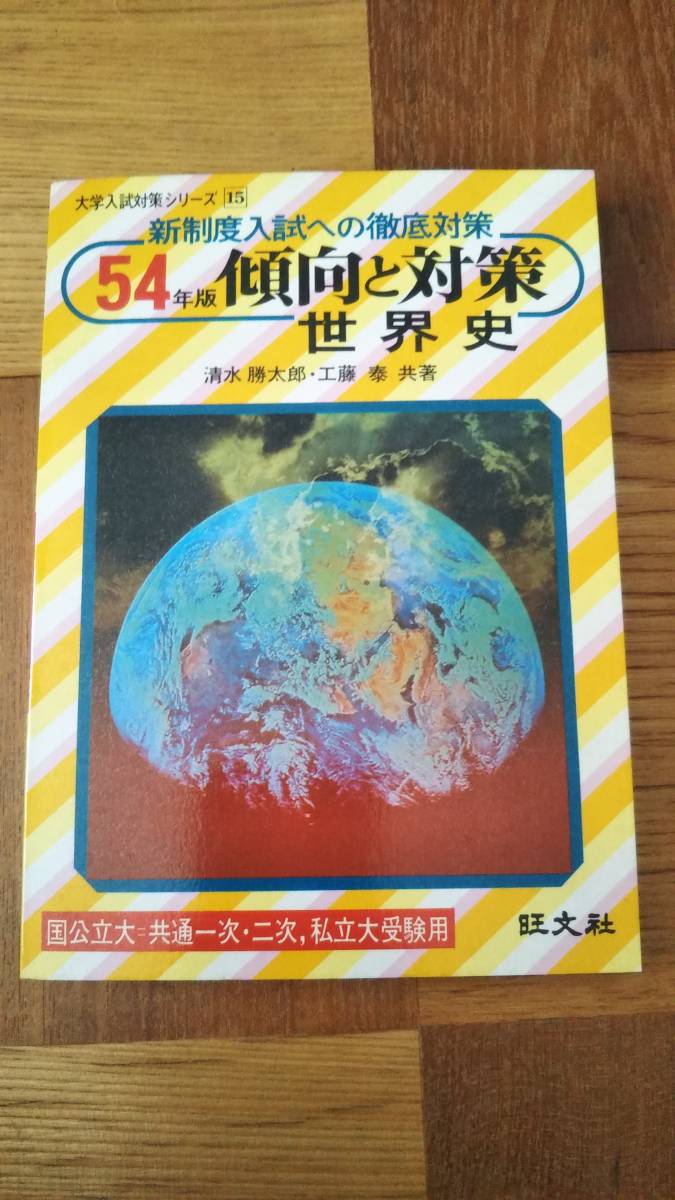 大学入試対策シリーズ 15
新制度入試への徹底対策
54年版 傾向と対策
世界史
清水 勝太郎・工藤 泰 共著
国公立大=共通一次・二次,私立大受験用
旺文社